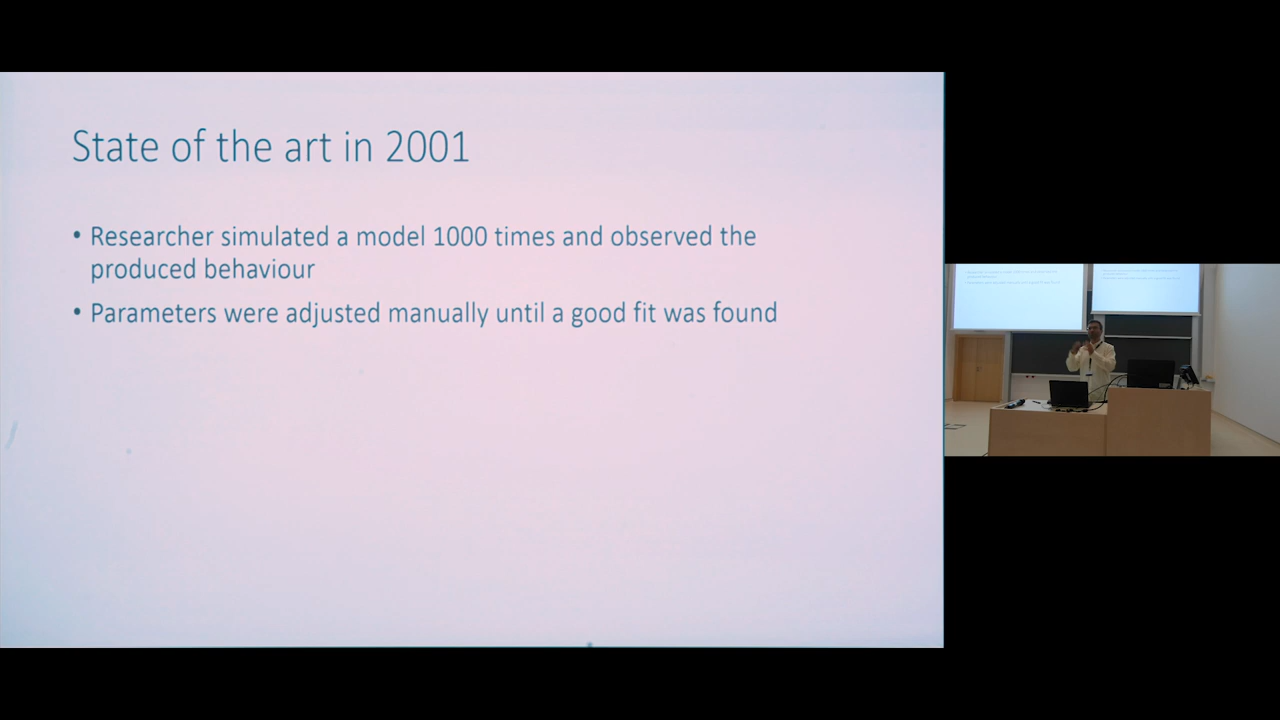 State of the art in 2001
• Researcher simulated a model 1000 times and observed the
produced behaviour
• Parameters were adjusted manually until a good fit was found